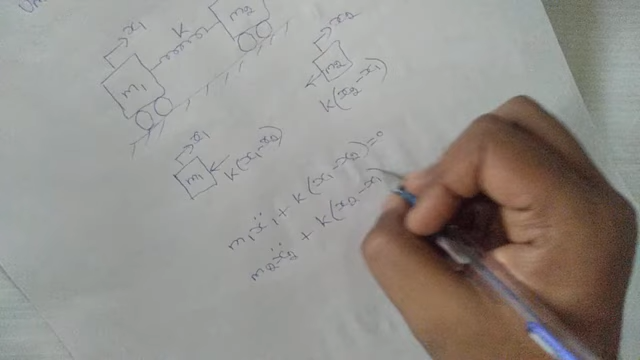 x₁
K
m₂
x₂
m₁
m₂
K(x₂-x₁)
x₁
m₁
K(x₁-x₂)
m₁ẍ₁ + K(x₁-x₂)=0
m₂ẍ₂ + K(x₂-x₁)